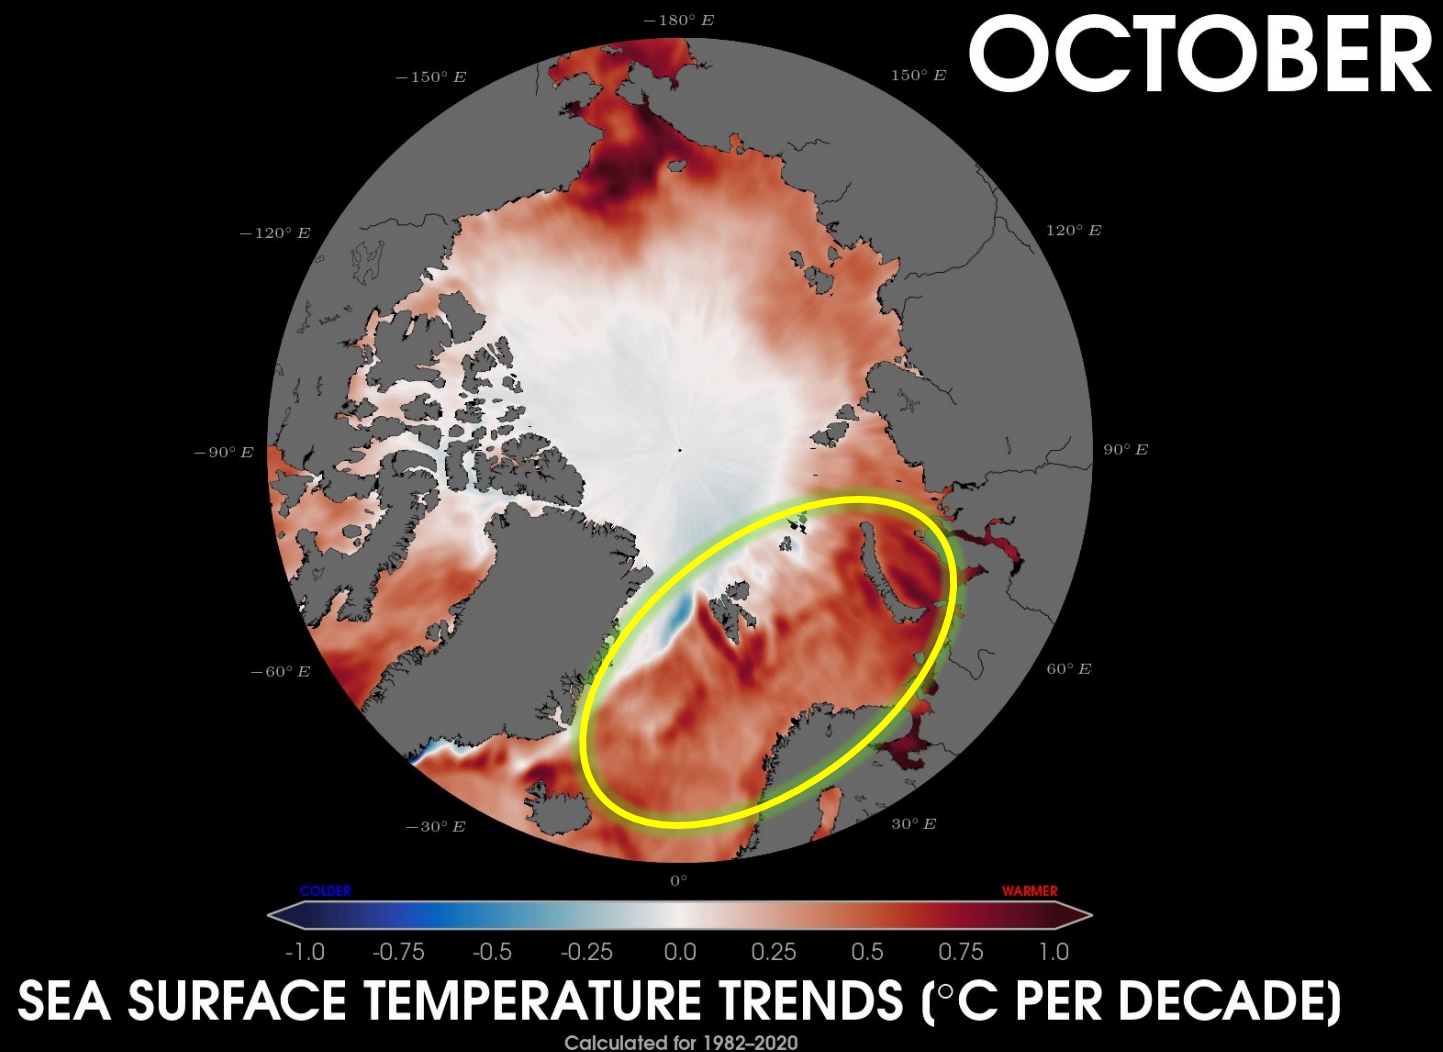 −180° E
OCTOBER
−150° E
150° E
−120° E
120° E
−90° E
90° E
−60° E
60° E
−30° E
30° E
0°
COLDER
WARMER
-1.0 -0.75 -0.5 -0.25 0.0 0.25 0.5 0.75 1.0
SEA SURFACE TEMPERATURE TRENDS (°C PER DECADE)
Calculated for 1982–2020